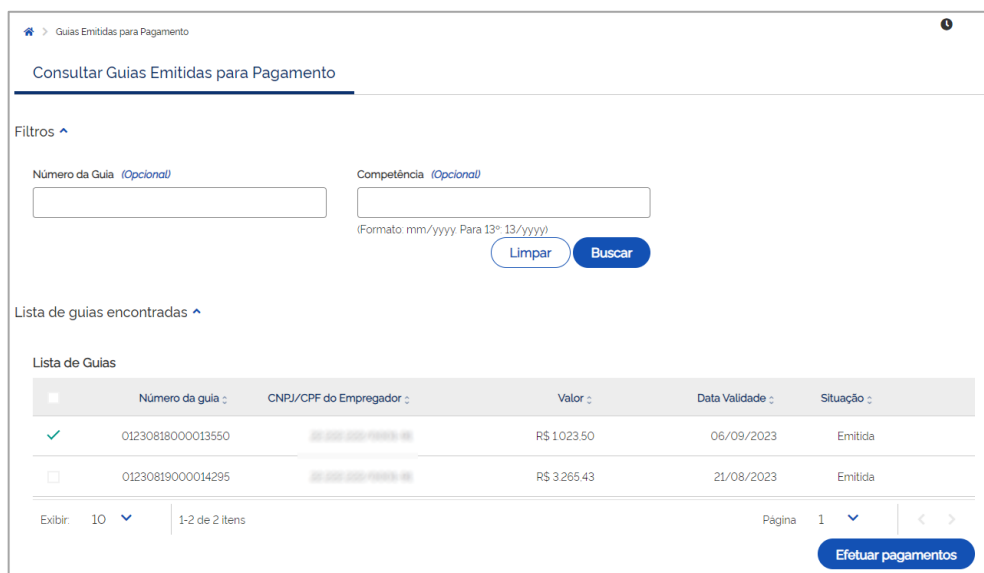 Guias Emitidas para Pagamento
Consultar Guias Emitidas para Pagamento
Filtros
Número da Guia (Opcional) Competência (Opcional)
(Formato: mm/yyyy. Para 13º: 13/yyyy)
Limpar Buscar
Lista de guias encontradas
Lista de Guias
Número da guia CNPJ/CPF do Empregador Valor Data Validade Situação
01230818000013550 R$ 1.023,50 06/09/2023 Emitida
01230819000014295 R$ 3.265,43 21/08/2023 Emitida
Exibir: 10 1-2 de 2 itens Página 1
Efetuar pagamentos